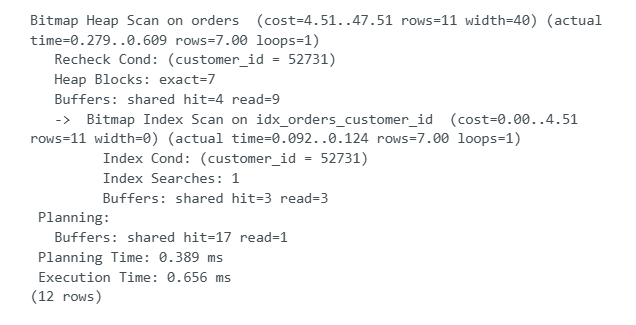 Bitmap Heap Scan on orders  (cost=4.51..47.51 rows=11 width=40) (actual
time=0.279..0.609 rows=7.00 loops=1)
   Recheck Cond: (customer_id = 52731)
   Heap Blocks: exact=7
   Buffers: shared hit=4 read=9
   ->  Bitmap Index Scan on idx_orders_customer_id  (cost=0.00..4.51
rows=11 width=0) (actual time=0.092..0.124 rows=7.00 loops=1)
         Index Cond: (customer_id = 52731)
         Index Searches: 1
         Buffers: shared hit=3 read=3
 Planning:
   Buffers: shared hit=17 read=1
 Planning Time: 0.389 ms
 Execution Time: 0.656 ms
(12 rows)